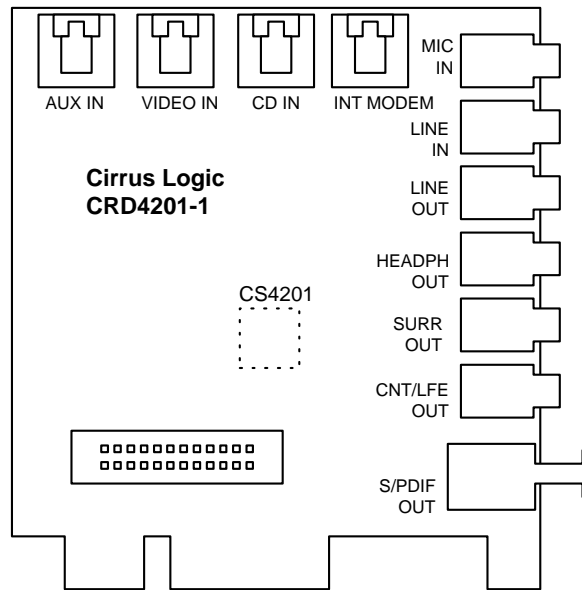 AUX IN
VIDEO IN
CD IN
INT MODEM
MIC
IN
LINE
IN
Cirrus Logic
CRD4201-1
LINE
OUT
HEADPH
OUT
CS4201
SURR
OUT
CNT/LFE
OUT
S/PDIF
OUT